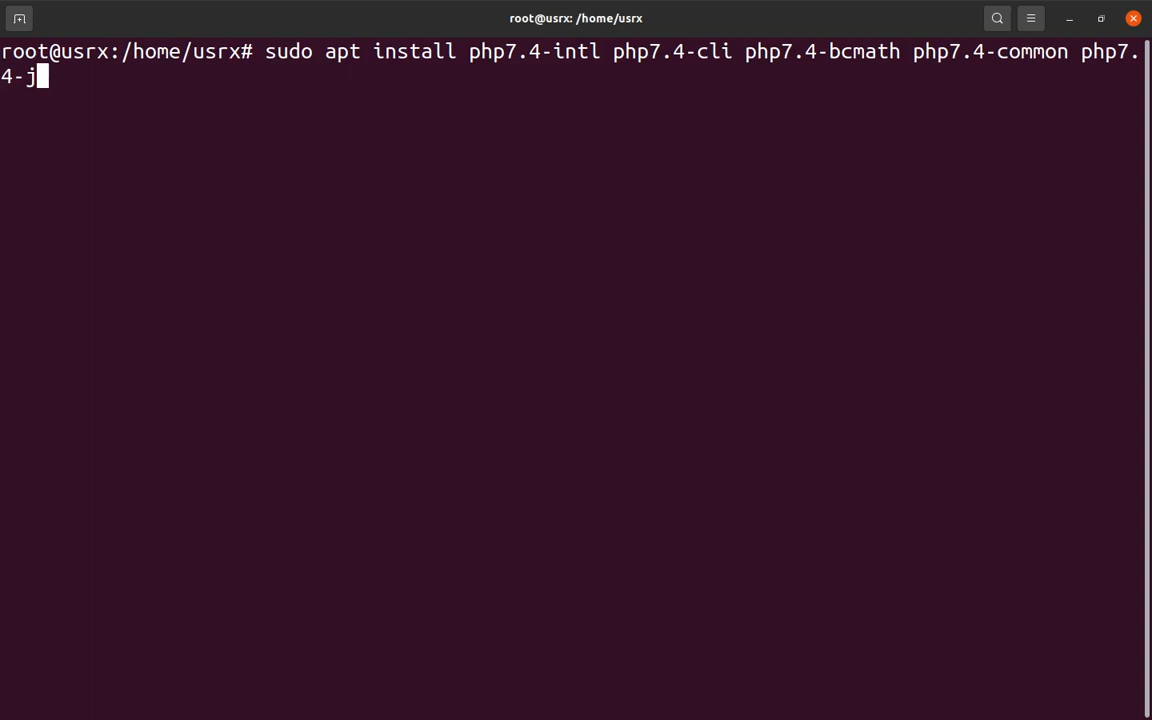 root@usrx: /home/usrx
root@usrx:/home/usrx# sudo apt install php7.4-intl php7.4-cli php7.4-bcmath php7.4-common php7.
4-j